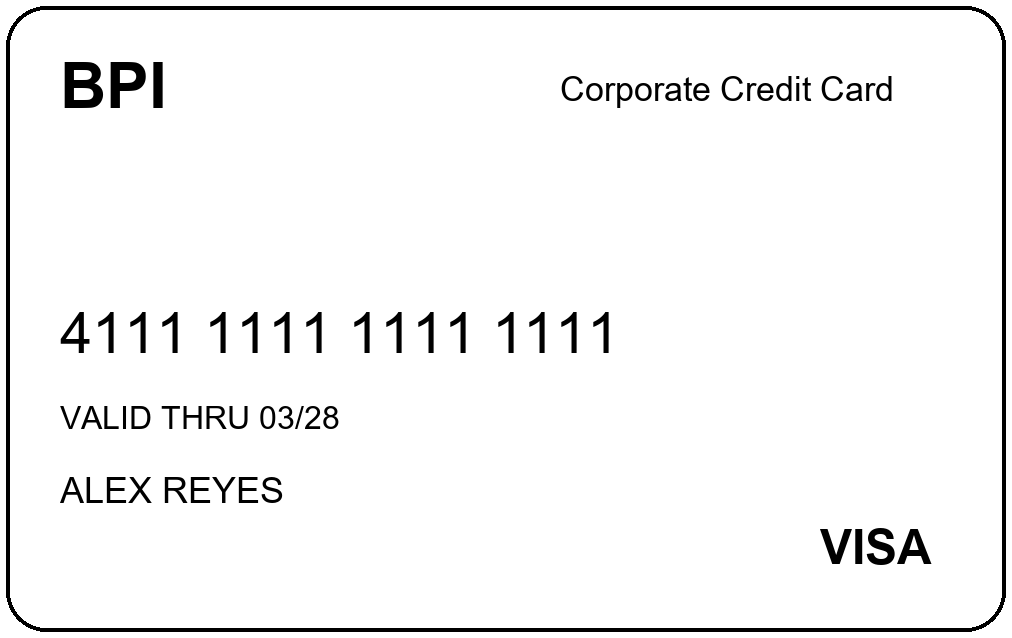 BPI
Corporate Credit Card
4111 1111 1111 1111
VALID THRU 03/28
ALEX REYES
VISA